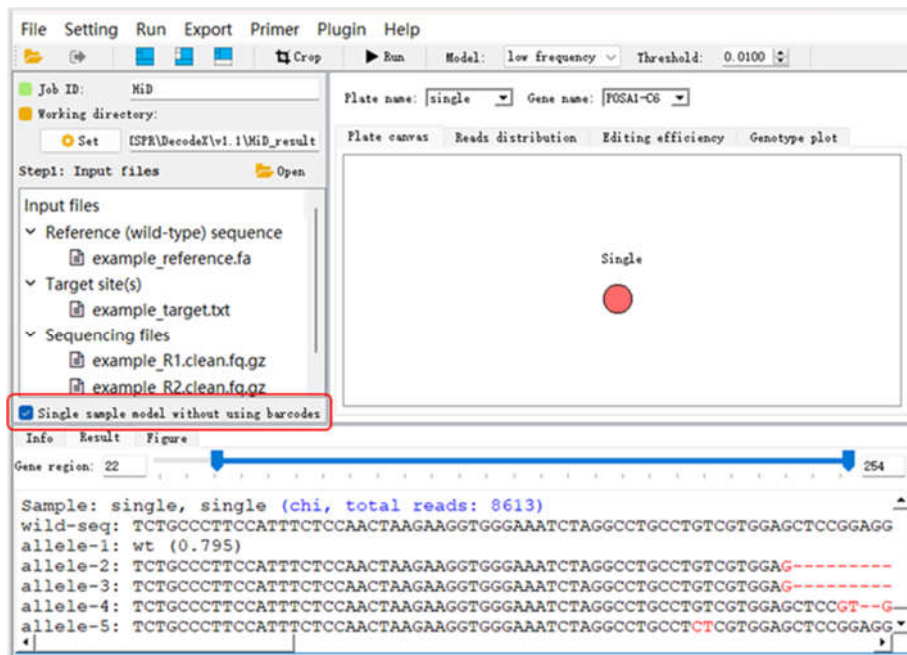 File Setting Run Export Primer Plugin Help
Crop Run Model: low frequency Threshold: 0.0100
Job ID: MiD
Working directory:
Set ISPR\DecodeX\v1.1\MiD_result
Step1: Input files Open
Input files
Reference (wild-type) sequence
example_reference.fa
Target site(s)
example_target.txt
Sequencing files
example_R1.clean.fq.gz
example_R2.clean.fq.gz
Single sample model without using barcodes
Plate name: single Gene name: POSA1-C6
Plate canvas Reads distribution Editing efficiency Genotype plot
Single
Info Result Figure
Gene region: 22 254
Sample: single, single (chi, total reads: 8613)
wild-seq: TCTGCCCTTCCATTTCTCCAACTAAGAAGGTGGGAAATCTAGGCCTGCCTGTCGTGGAGCTCCGGAGG
allele-1: wt (0.795)
allele-2: TCTGCCCTTCCATTTCTCCAACTAAGAAGGTGGGAAATCTAGGCCTGCCTGTCGTGGAG---------
allele-3: TCTGCCCTTCCATTTCTCCAACTAAGAAGGTGGGAAATCTAGGCCTGCCTGTCGTGGAG---------
allele-4: TCTGCCCTTCCATTTCTCCAACTAAGAAGGTGGGAAATCTAGGCCTGCCTGTCGTGGAGCTCCGT--G
allele-5: TCTGCCCTTCCATTTCTCCAACTAAGAAGGTGGGAAATCTAGGCCTGCCTCTCGTGGAGCTCCGGAGG